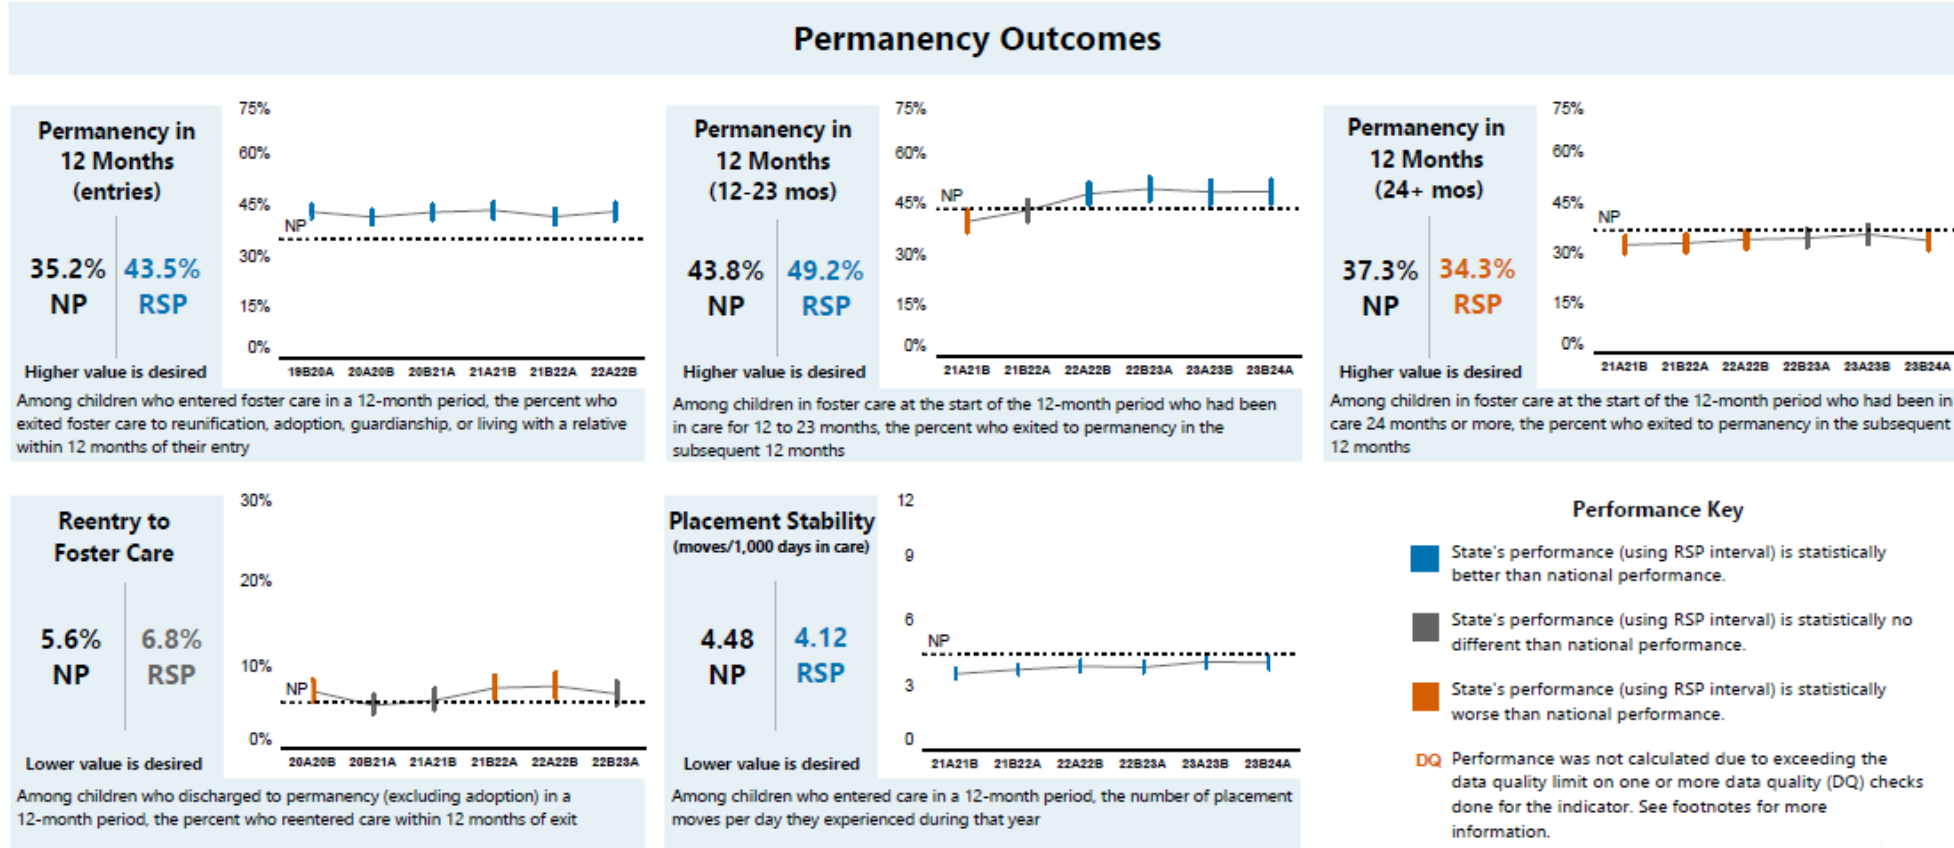 Permanency Outcomes
Permanency in
12 Months
(entries)
35.2%
NP
43.5%
RSP
Higher value is desired
75%
60%
45%
30%
15%
0%
NP
19B20A 20A20B 20B21A 21A21B 21B22A 22A22B
Among children who entered foster care in a 12-month period, the percent who
exited foster care to reunification, adoption, guardianship, or living with a relative
within 12 months of their entry
Permanency in
12 Months
(12-23 mos)
43.8%
NP
49.2%
RSP
Higher value is desired
75%
60%
45%
30%
15%
0%
NP
21A21B 21B22A 22A22B 22B23A 23A23B 23B24A
Among children in foster care at the start of the 12-month period who had been
in care for 12 to 23 months, the percent who exited to permanency in the
subsequent 12 months
Permanency in
12 Months
(24+ mos)
37.3%
NP
34.3%
RSP
Higher value is desired
75%
60%
45%
30%
15%
0%
NP
21A21B 21B22A 22A22B 22B23A 23A23B 23B24A
Among children in foster care at the start of the 12-month period who had been in
care 24 months or more, the percent who exited to permanency in the subsequent
12 months
Reentry to
Foster Care
5.6%
NP
6.8%
RSP
Lower value is desired
30%
20%
10%
0%
NP
20A20B 20B21A 21A21B 21B22A 22A22B 22B23A
Among children who discharged to permanency (excluding adoption) in a
12-month period, the percent who reentered care within 12 months of exit
Placement Stability
(moves/1,000 days in care)
4.48
NP
4.12
RSP
Lower value is desired
12
9
6
3
0
NP
21A21B 21B22A 22A22B 22B23A 23A23B 23B24A
Among children who entered care in a 12-month period, the number of placement
moves per day they experienced during that year
Performance Key
State's performance (using RSP interval) is statistically
better than national performance.
State's performance (using RSP interval) is statistically no
different than national performance.
State's performance (using RSP interval) is statistically
worse than national performance.
DQ Performance was not calculated due to exceeding the
data quality limit on one or more data quality (DQ) checks
done for the indicator. See footnotes for more
information.